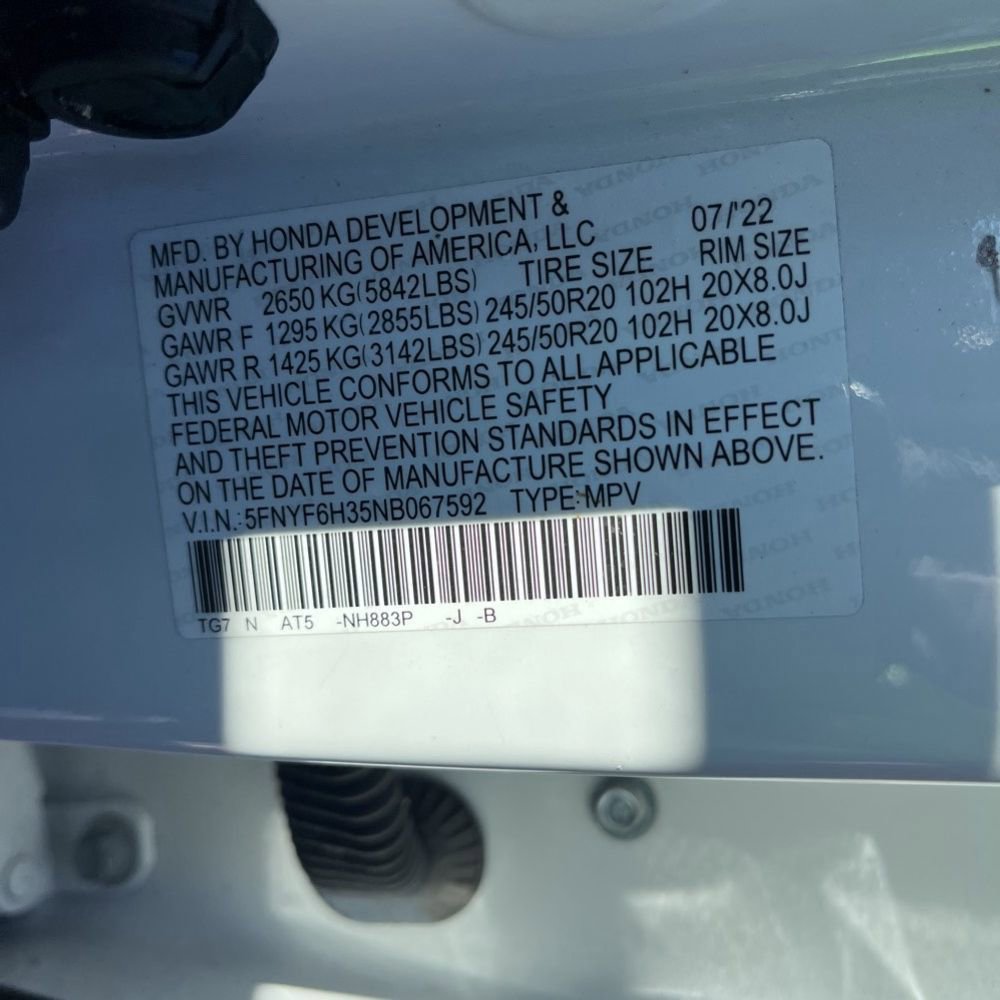 MFD. BY HONDA DEVELOPMENT & 07/'22
MANUFACTURING OF AMERICA, LLC
GVWR 2650 KG(5842LBS) TIRE SIZE RIM SIZE
GAWR F 1295 KG(2855LBS) 245/50R20 102H 20X8.0J
GAWR R 1425 KG(3142LBS) 245/50R20 102H 20X8.0J
THIS VEHICLE CONFORMS TO ALL APPLICABLE
FEDERAL MOTOR VEHICLE SAFETY
AND THEFT PREVENTION STANDARDS IN EFFECT
ON THE DATE OF MANUFACTURE SHOWN ABOVE.
V.I.N.:5FNYF6H35NB067592 TYPE:MPV
TG7 N AT5 -NH883P -J -B